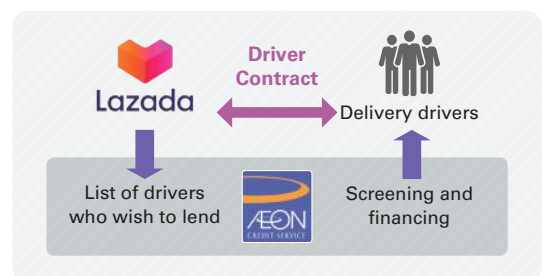 Driver
Contract
Lazada
Delivery drivers
List of drivers
who wish to lend
ÆON
CREDIT SERVICE
Screening and
financing